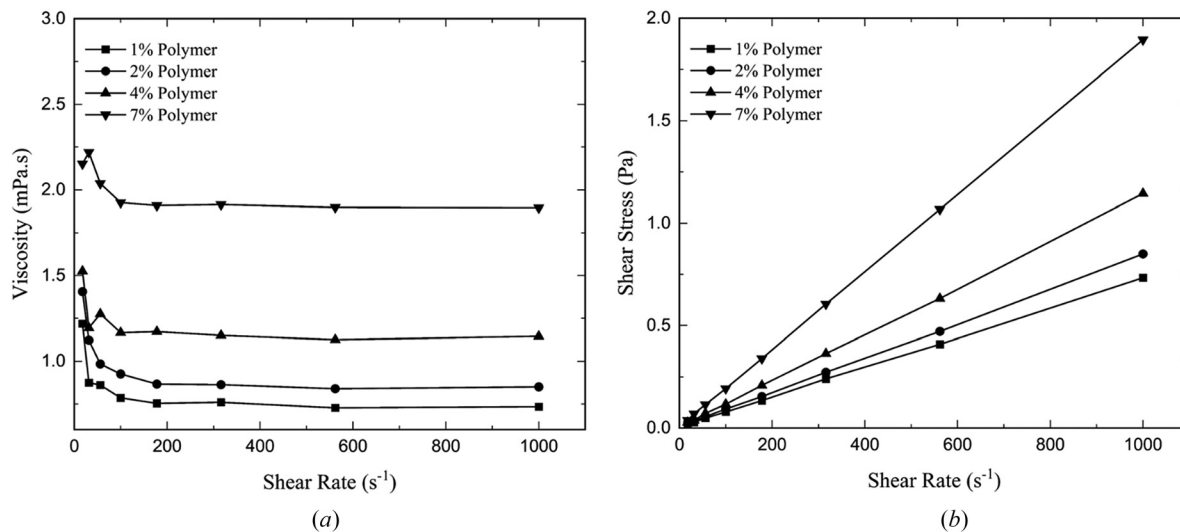 3.0
2.5
2.0
1.5
1.0
0
200
400
600
800
1000
Viscosity (mPa.s)
Shear Rate (s⁻¹)
1% Polymer
2% Polymer
4% Polymer
7% Polymer
(a)
2.0
1.5
1.0
0.5
0.0
0
200
400
600
800
1000
Shear Stress (Pa)
Shear Rate (s⁻¹)
1% Polymer
2% Polymer
4% Polymer
7% Polymer
(b)